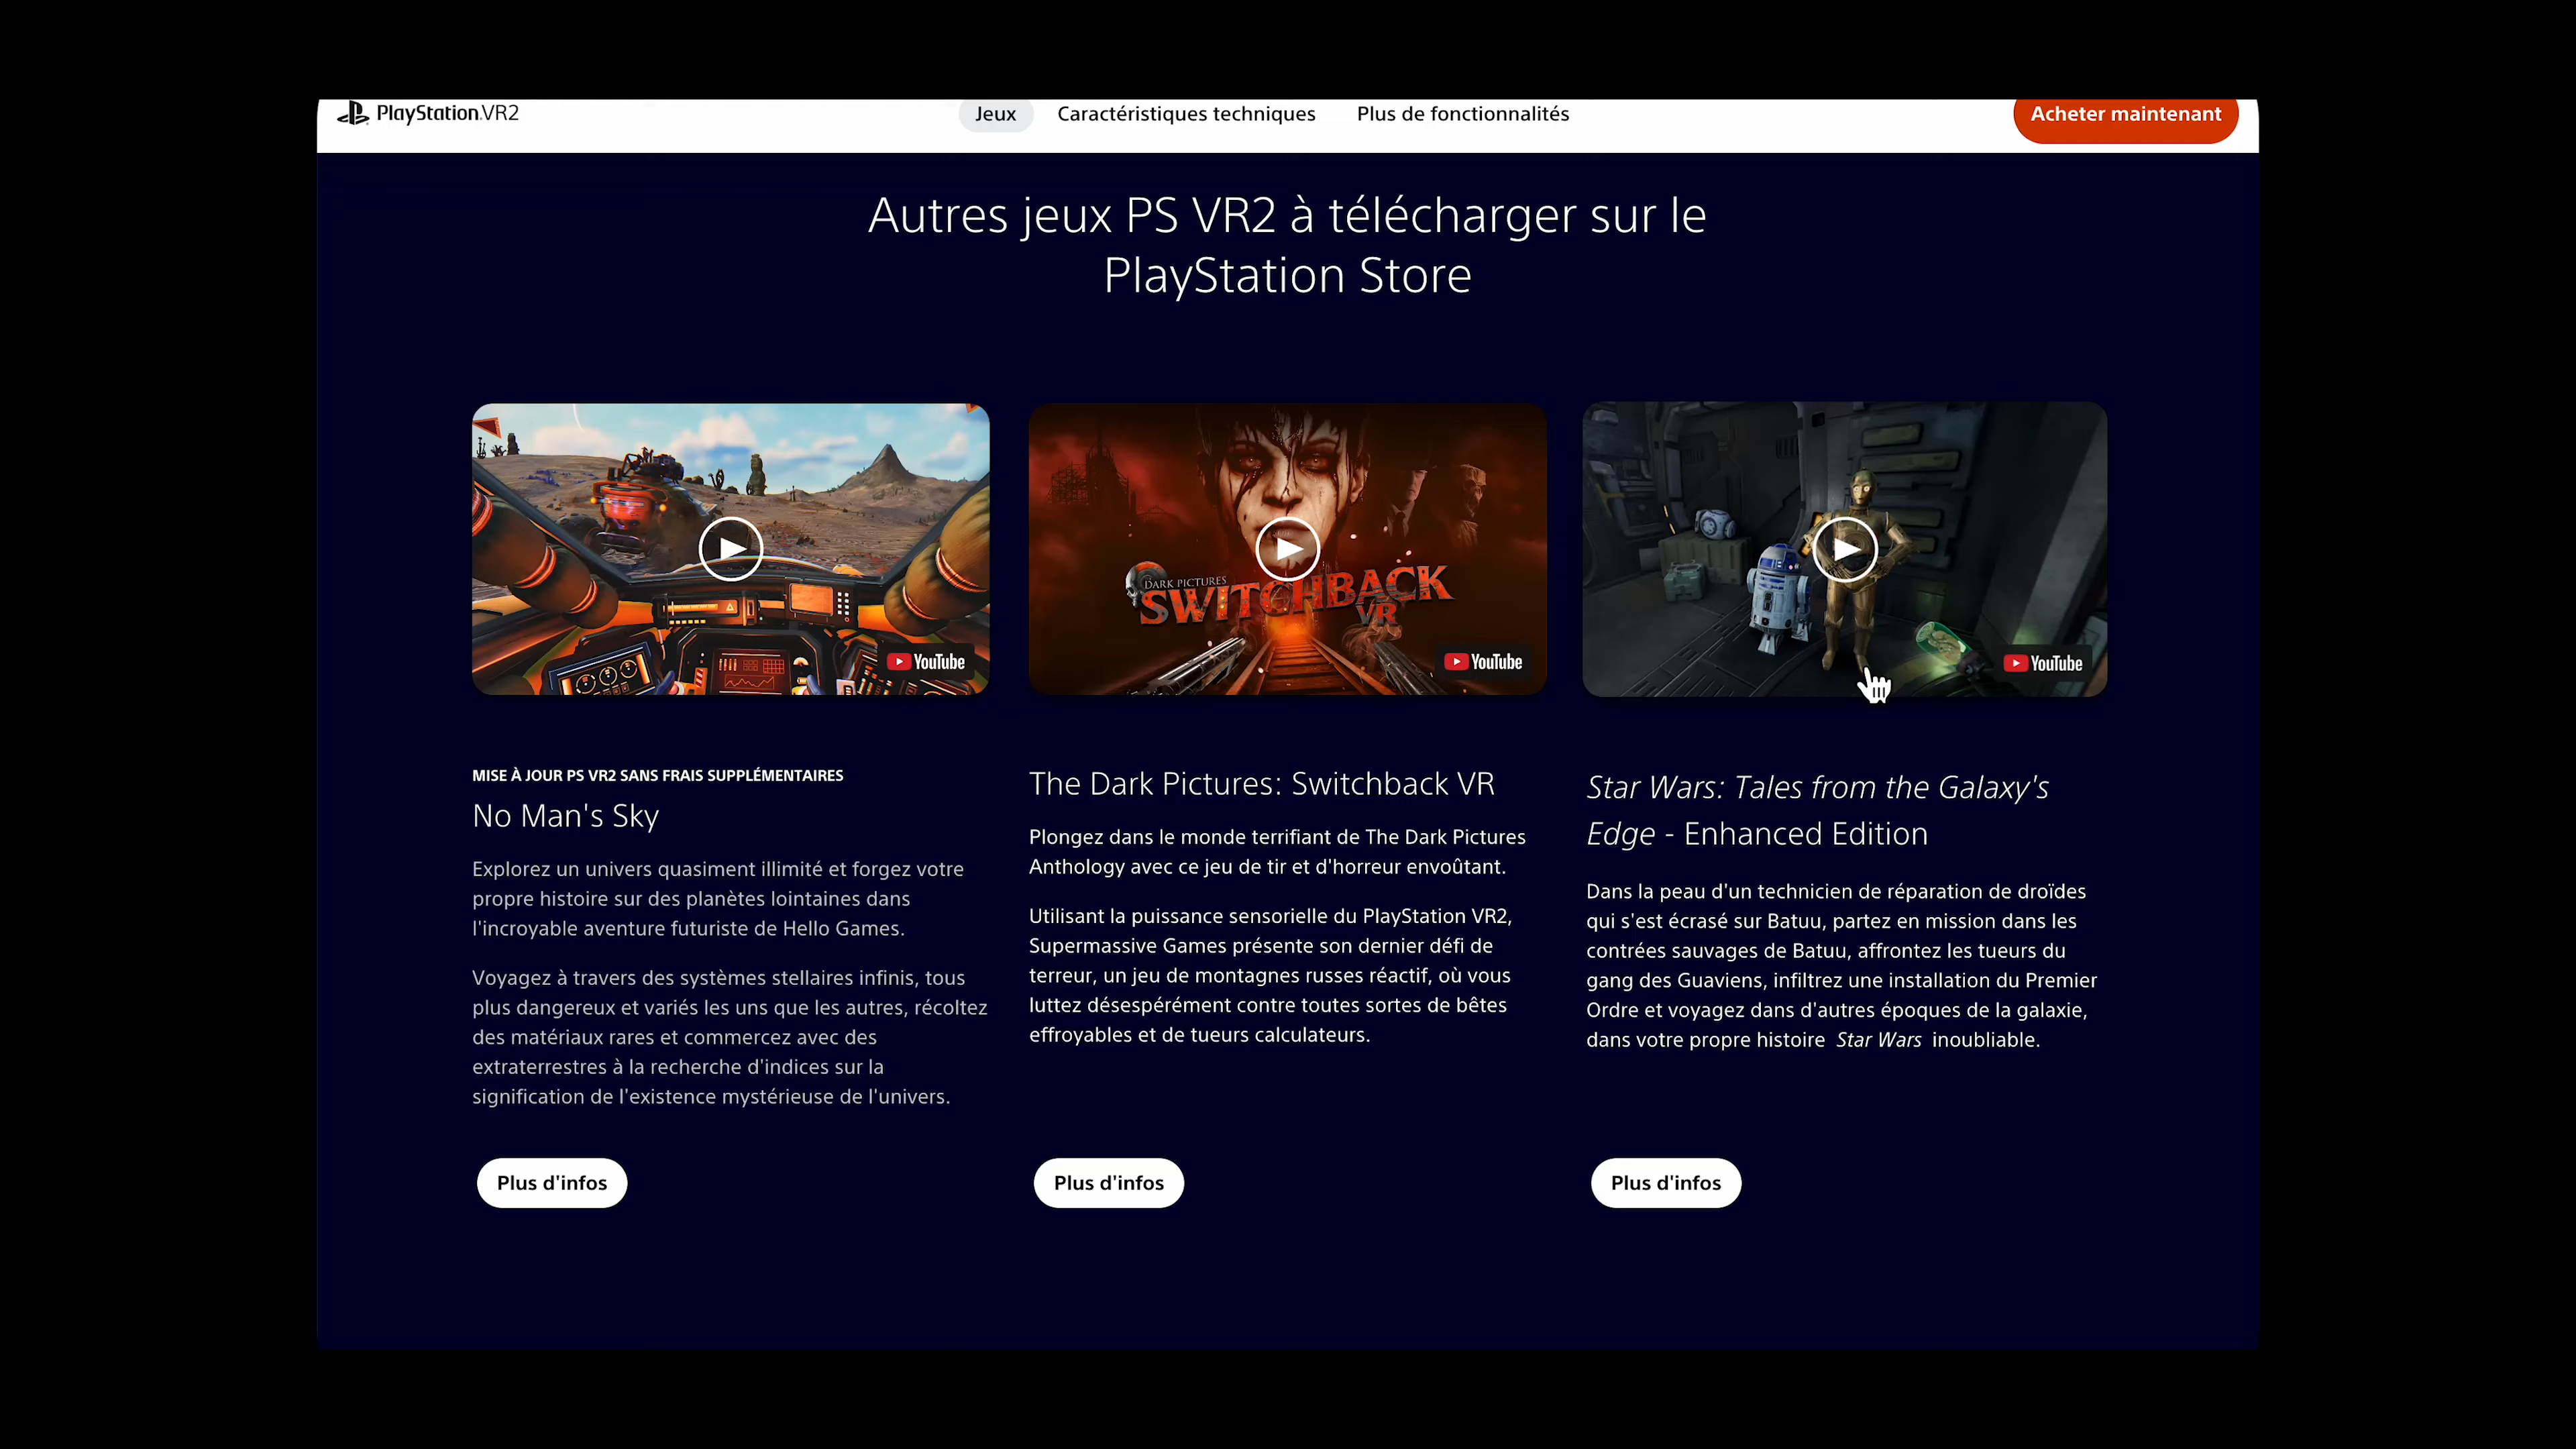 PlayStation VR2
Jeux
Caractéristiques techniques
Plus de fonctionnalités
Acheter maintenant
Autres jeux PS VR2 à télécharger sur le
PlayStation Store
YouTube
DARK PICTURES
SWITCHBACK
VR
YouTube
YouTube
MISE À JOUR PS VR2 SANS FRAIS SUPPLÉMENTAIRES
No Man's Sky
Explorez un univers quasiment illimité et forgez votre
propre histoire sur des planètes lointaines dans
l'incroyable aventure futuriste de Hello Games.
Voyagez à travers des systèmes stellaires infinis, tous
plus dangereux et variés les uns que les autres, récoltez
des matériaux rares et commercez avec des
extraterrestres à la recherche d'indices sur la
signification de l'existence mystérieuse de l'univers.
Plus d'infos
The Dark Pictures: Switchback VR
Plongez dans le monde terrifiant de The Dark Pictures
Anthology avec ce jeu de tir et d'horreur envoûtant.
Utilisant la puissance sensorielle du PlayStation VR2,
Supermassive Games présente son dernier défi de
terreur, un jeu de montagnes russes réactif, où vous
luttez désespérément contre toutes sortes de bêtes
effroyables et de tueurs calculateurs.
Plus d'infos
Star Wars: Tales from the Galaxy's
Edge - Enhanced Edition
Dans la peau d'un technicien de réparation de droïdes
qui s'est écrasé sur Batuu, partez en mission dans les
contrées sauvages de Batuu, affrontez les tueurs du
gang des Guaviens, infiltrez une installation du Premier
Ordre et voyagez dans d'autres époques de la galaxie,
dans votre propre histoire Star Wars inoubliable.
Plus d'infos